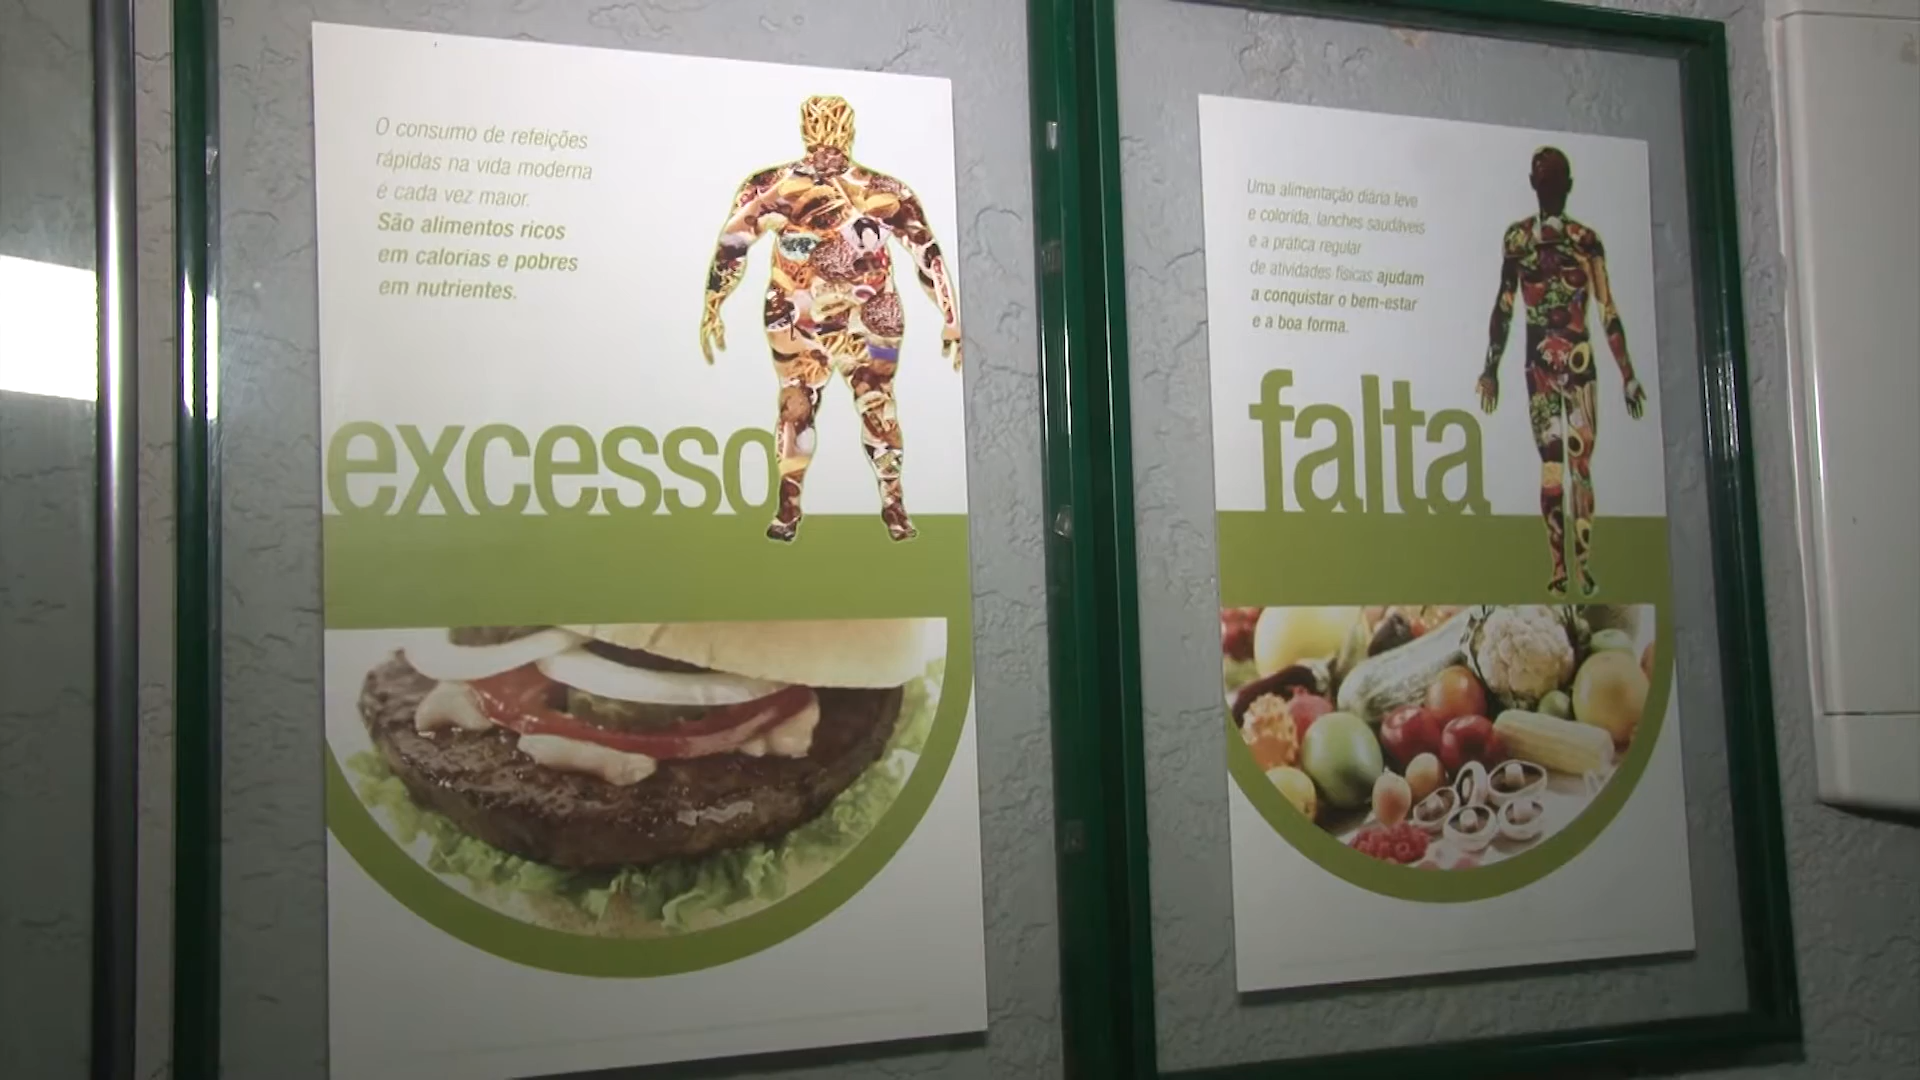 O consumo de refeições
rápidas na vida moderna
é cada vez maior.
São alimentos ricos
em calorias e pobres
em nutrientes.
excesso
Uma alimentação diária leve
e colorida, lanches saudáveis
e a prática regular
de atividades físicas ajudam
a conquistar o bem-estar
e a boa forma.
falta